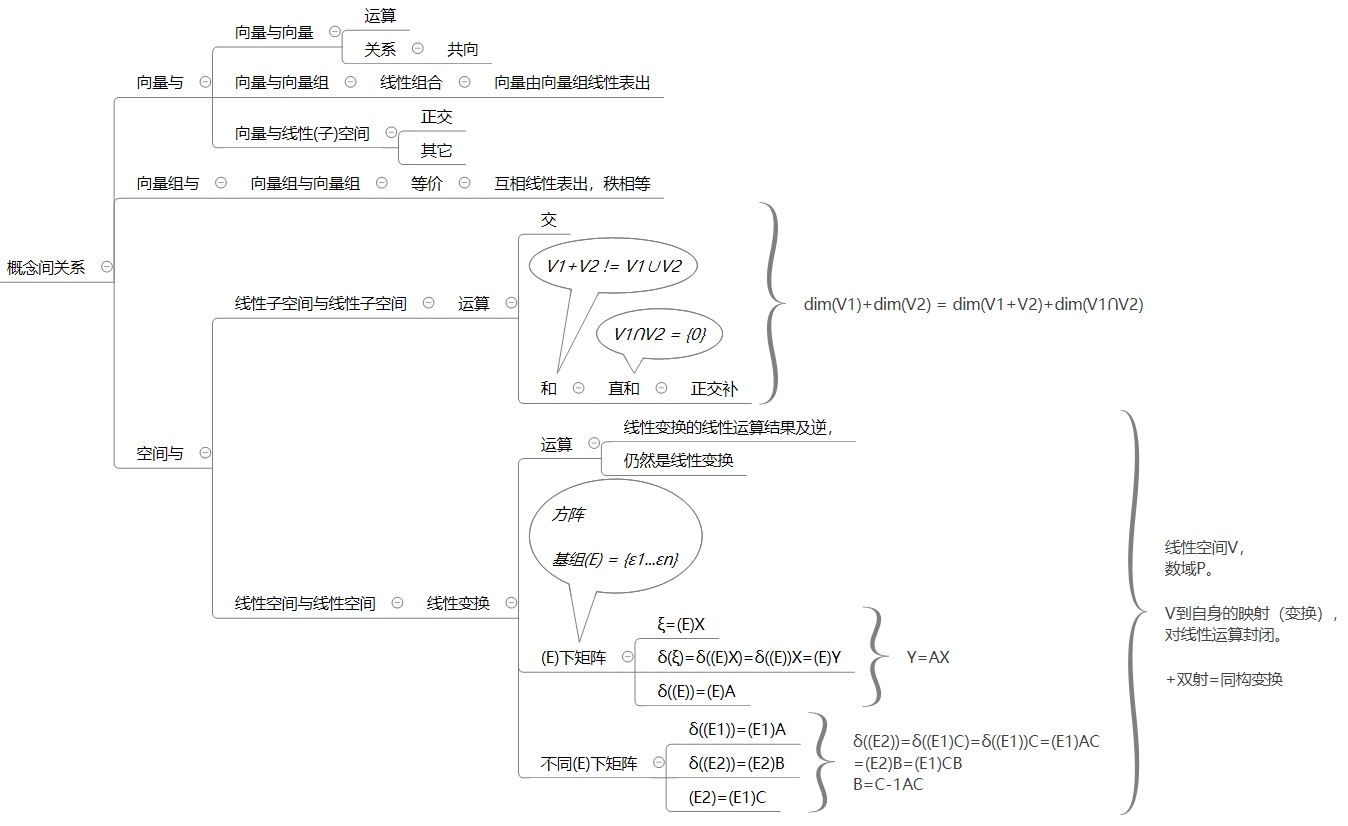 概念间关系
向量与
向量与向量
运算
关系
共向
向量与向量组
线性组合
向量由向量组线性表出
向量与线性(子)空间
正交
其它
向量组与
向量组与向量组
等价
互相线性表出，秩相等
空间与
线性子空间与线性子空间
运算
交
V1+V2 != V1∪V2
V1∩V2 = {0}
和
直和
正交补
dim(V1)+dim(V2) = dim(V1+V2)+dim(V1∩V2)
线性空间与线性空间
线性变换
运算
线性变换的线性运算结果及逆，
仍然是线性变换
方阵
基组(E) = {ε1...εn}
(E)下矩阵
ξ=(E)X
δ(ξ)=δ((E)X)=δ((E))X=(E)Y
δ((E))=(E)A
Y=AX
不同(E)下矩阵
δ((E1))=(E1)A
δ((E2))=(E2)B
(E2)=(E1)C
δ((E2))=δ((E1)C)=δ((E1))C=(E1)AC
=(E2)B=(E1)CB
B=C-1AC
线性空间V，
数域P。
V到自身的映射（变换），
对线性运算封闭。
+双射=同构变换